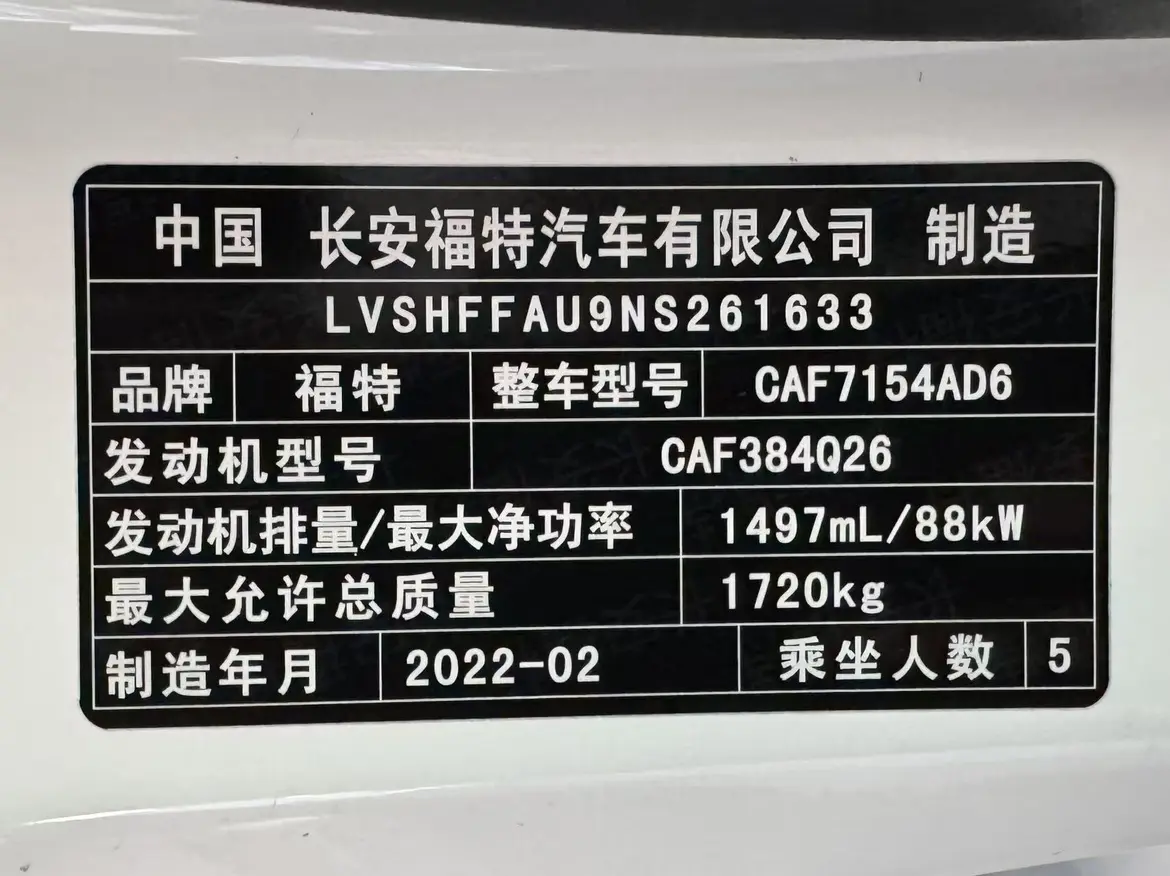 中国 长安福特汽车有限公司 制造
LVSHFFAU9NS261633
品牌 福特 整车型号 CAF7154AD6
发动机型号 CAF384Q26
发动机排量/最大净功率 1497mL/88kW
最大允许总质量 1720kg
制造年月 2022-02 乘坐人数 5